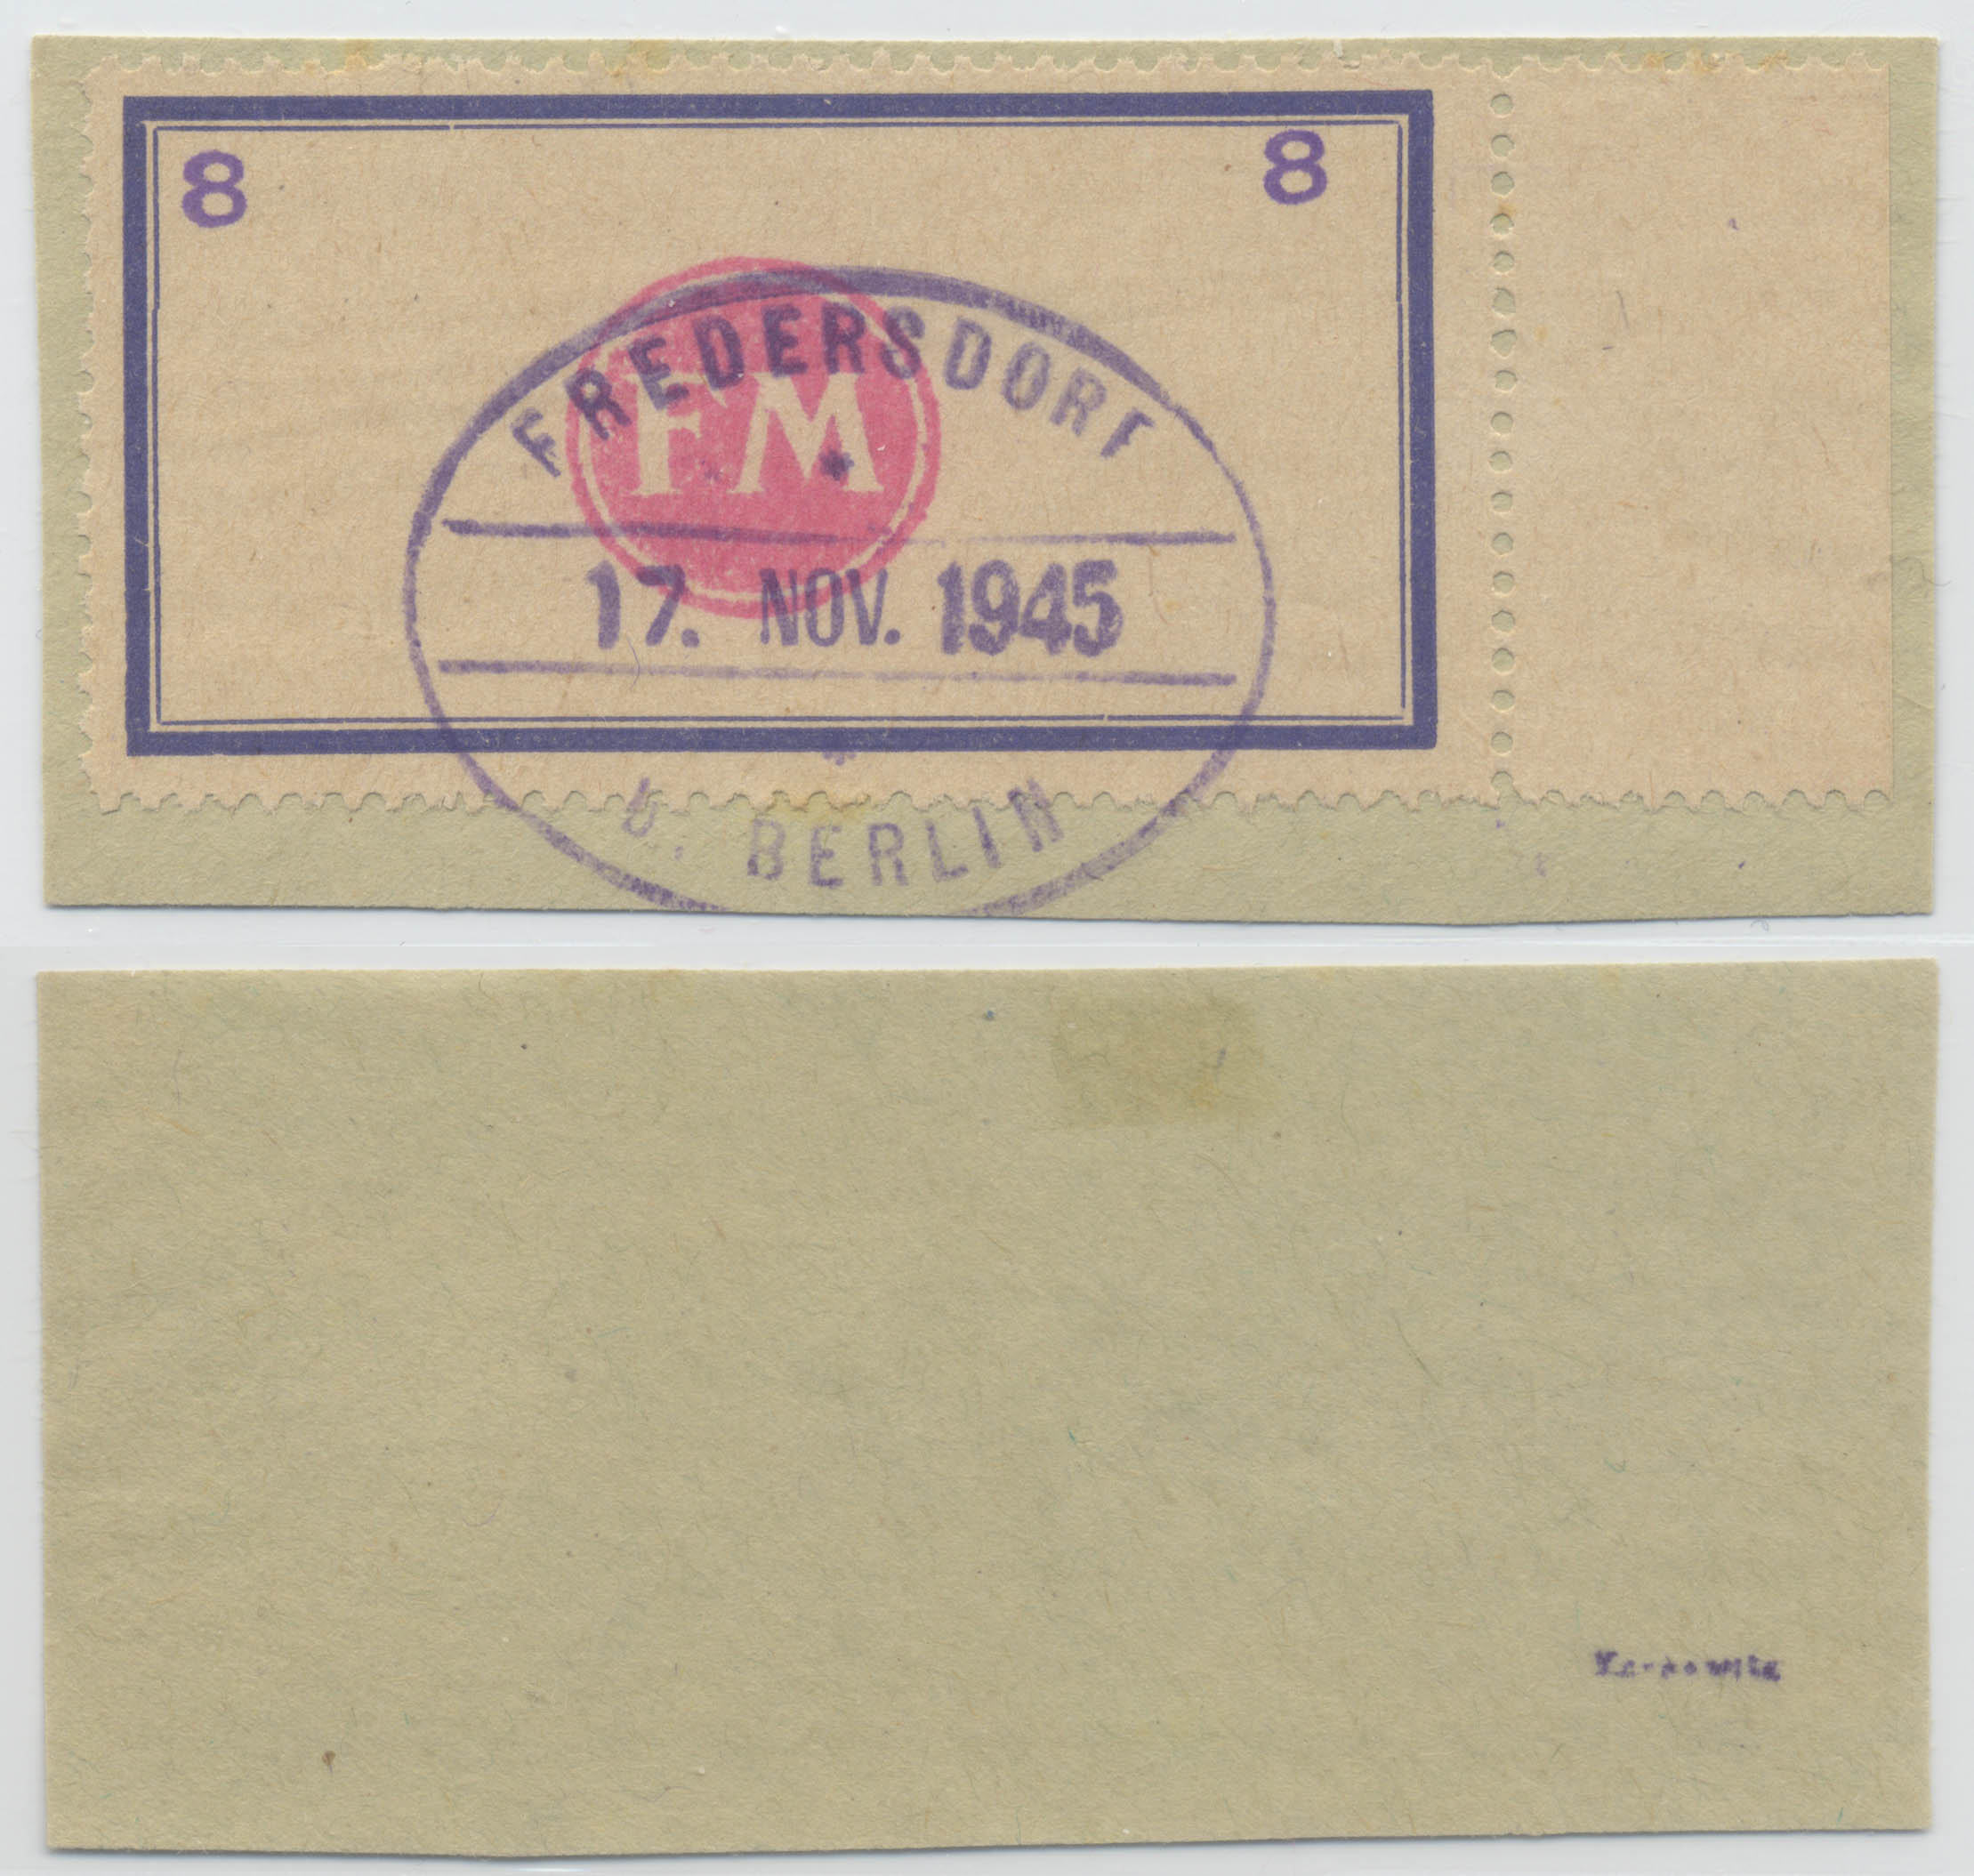 8 8
FREDERSDORF
FM
17. NOV. 1945
b. BERLIN